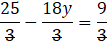 25/3 − 18y/3 = 9/3